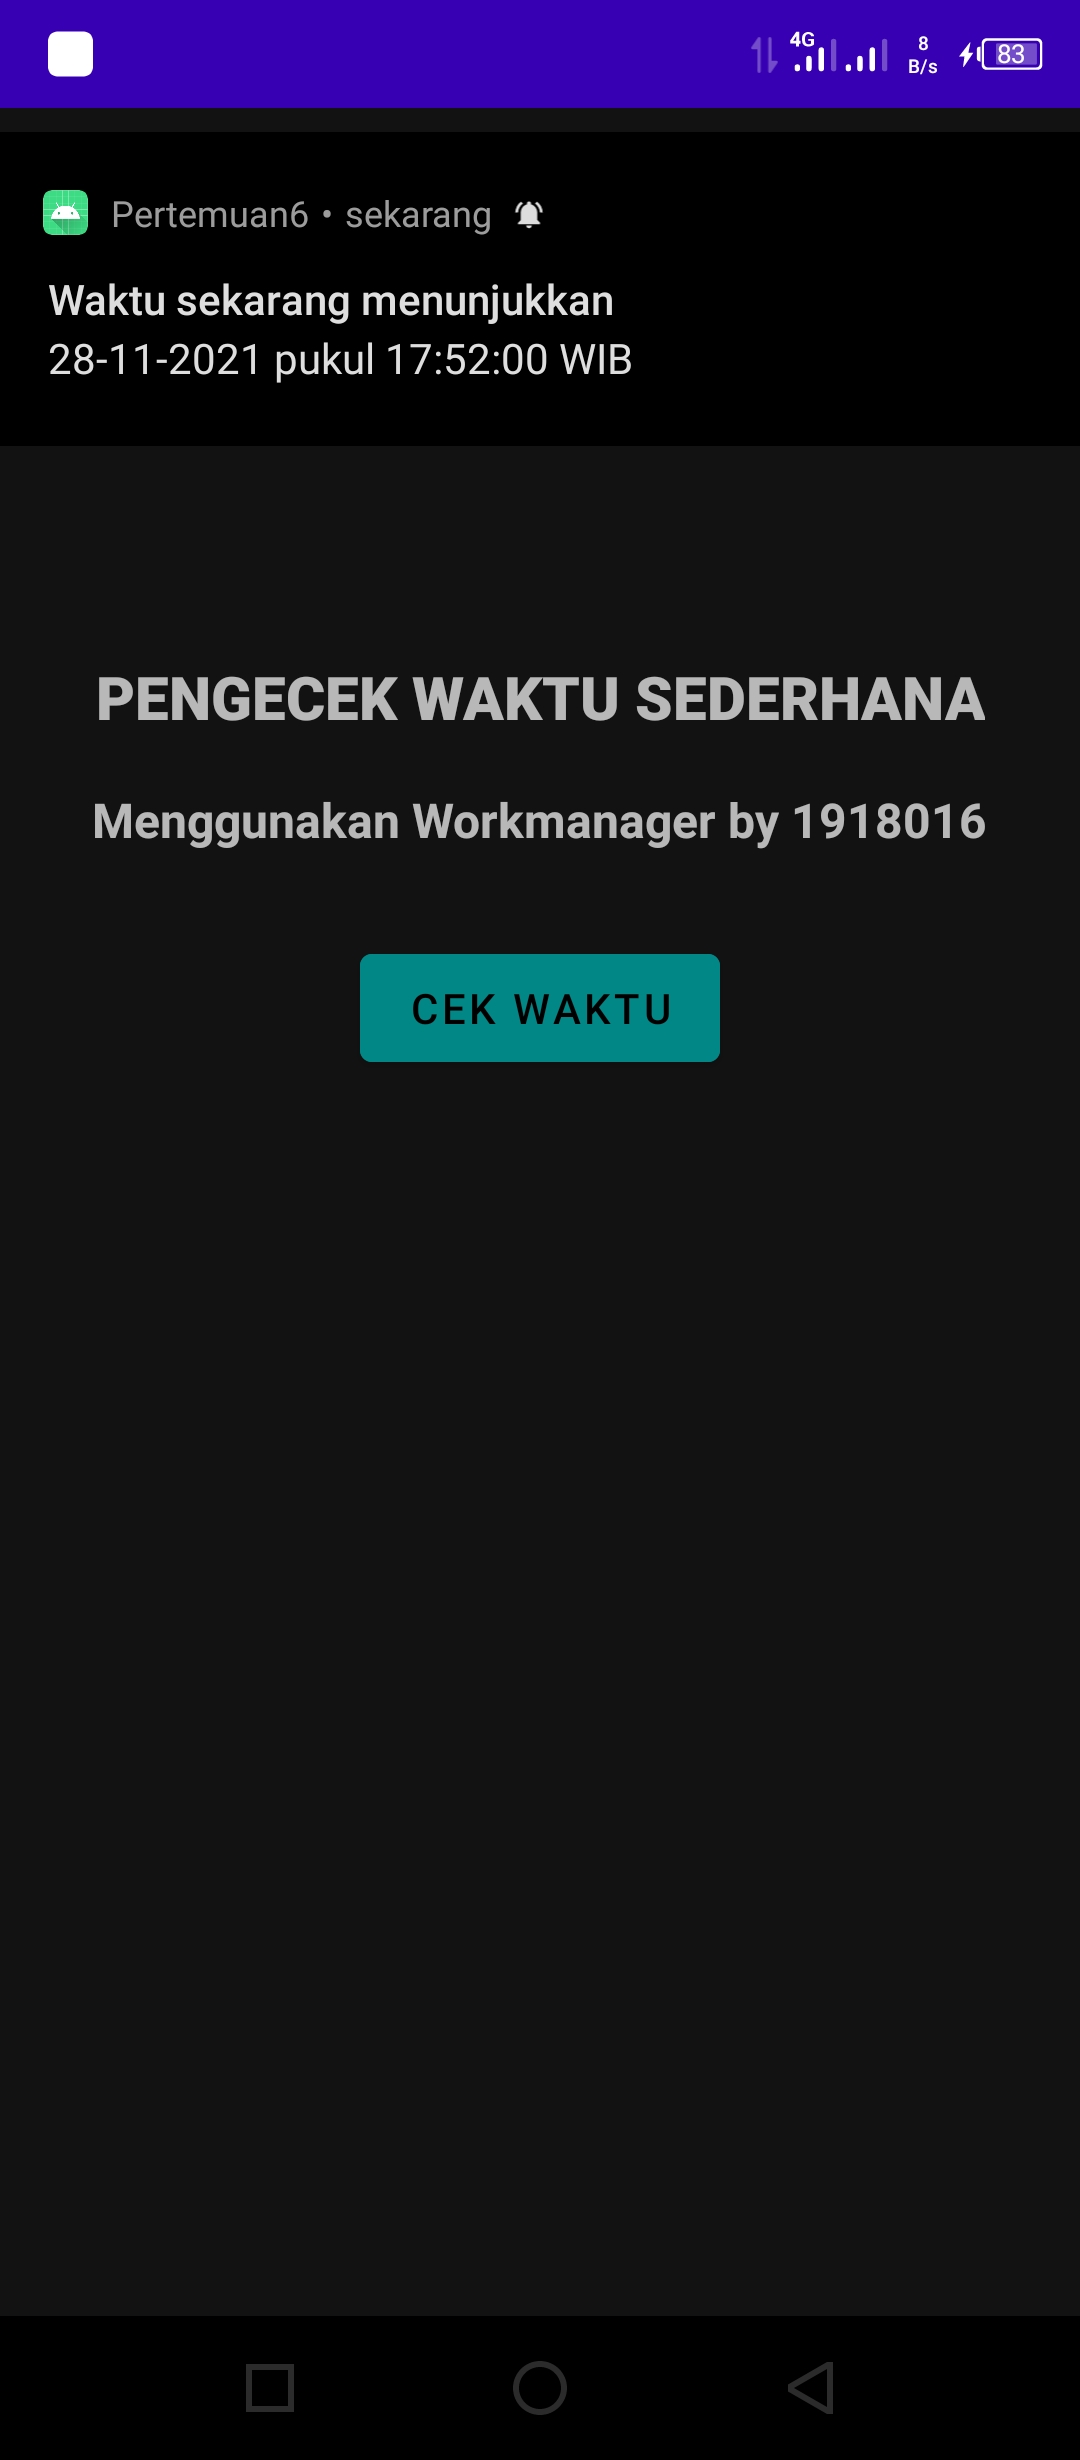 4G
8
B/s
83
Pertemuan6 • sekarang
Waktu sekarang menunjukkan
28-11-2021 pukul 17:52:00 WIB
PENGECEK WAKTU SEDERHANA
Menggunakan Workmanager by 1918016
CEK WAKTU